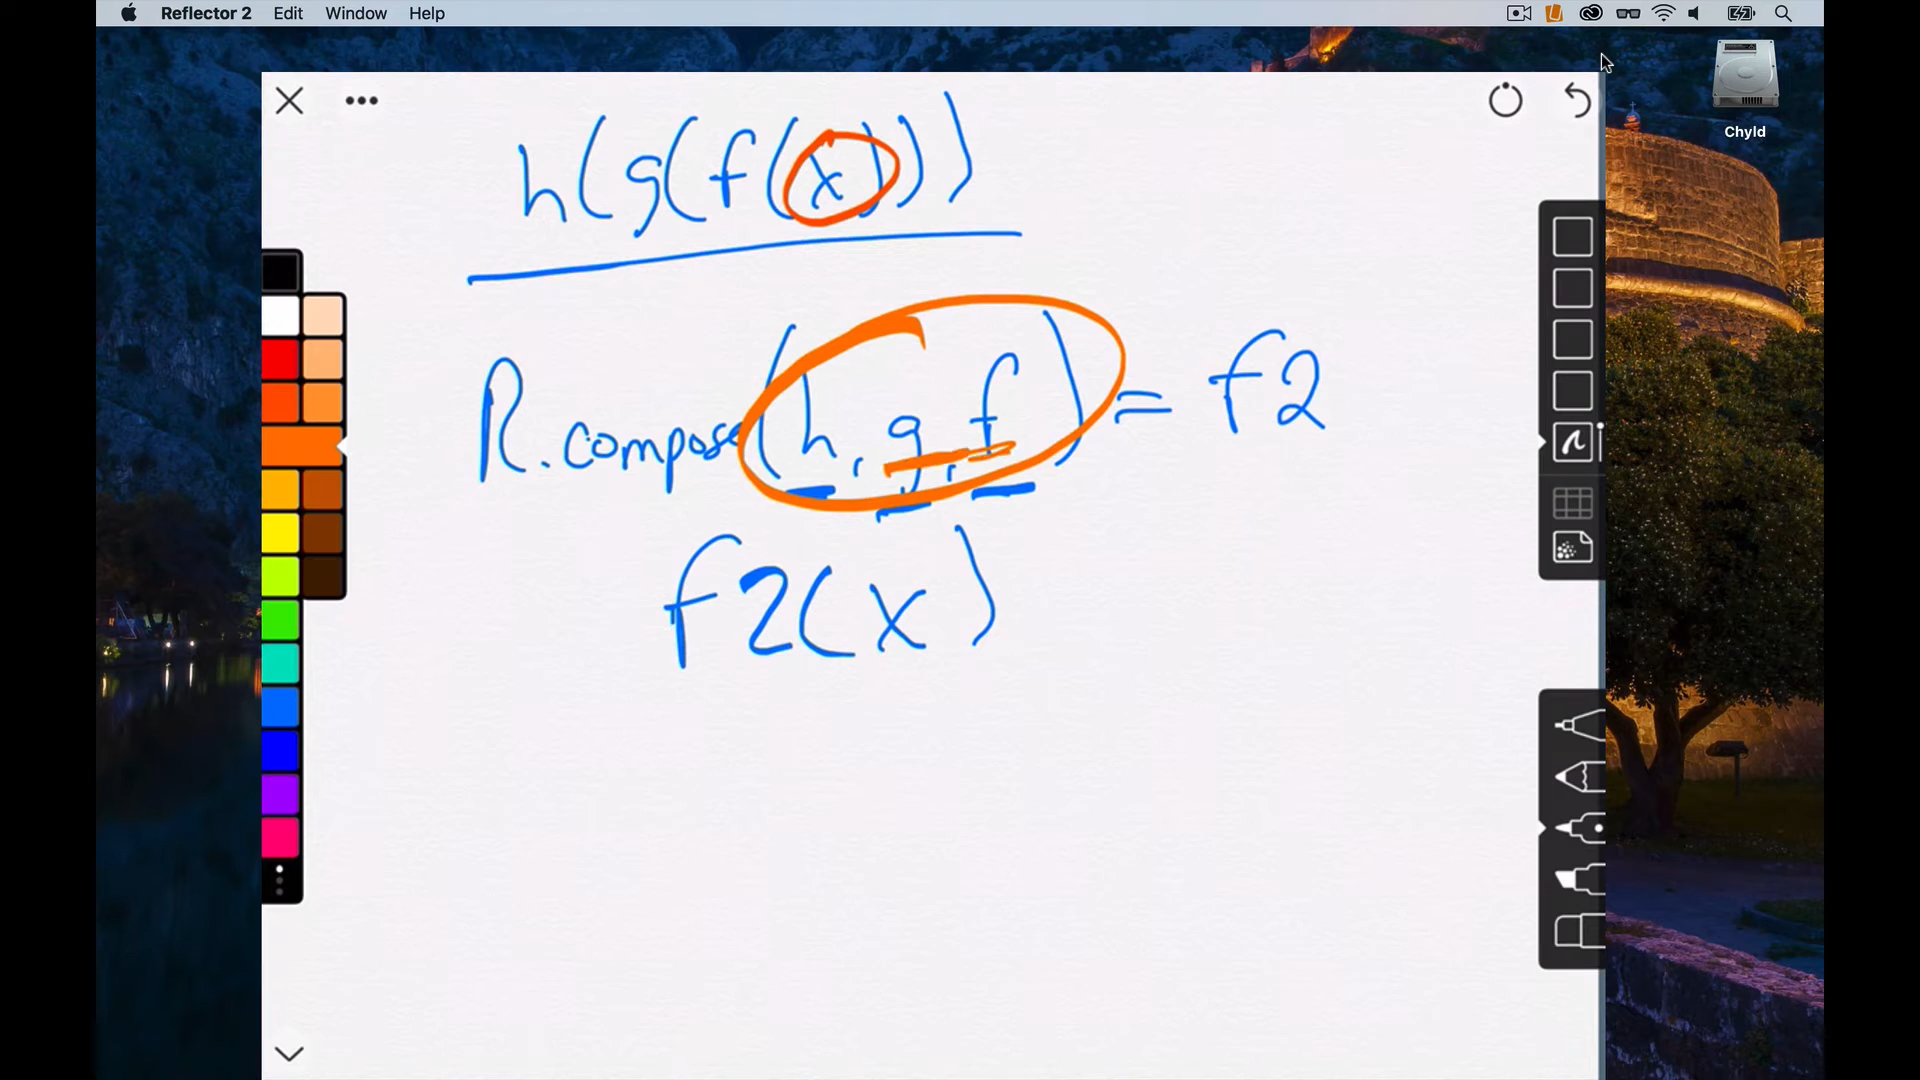 Reflector 2 Edit Window Help
Chyld
h(g(f(x)))
R.compose(h, g, f) = f2
f2(x)